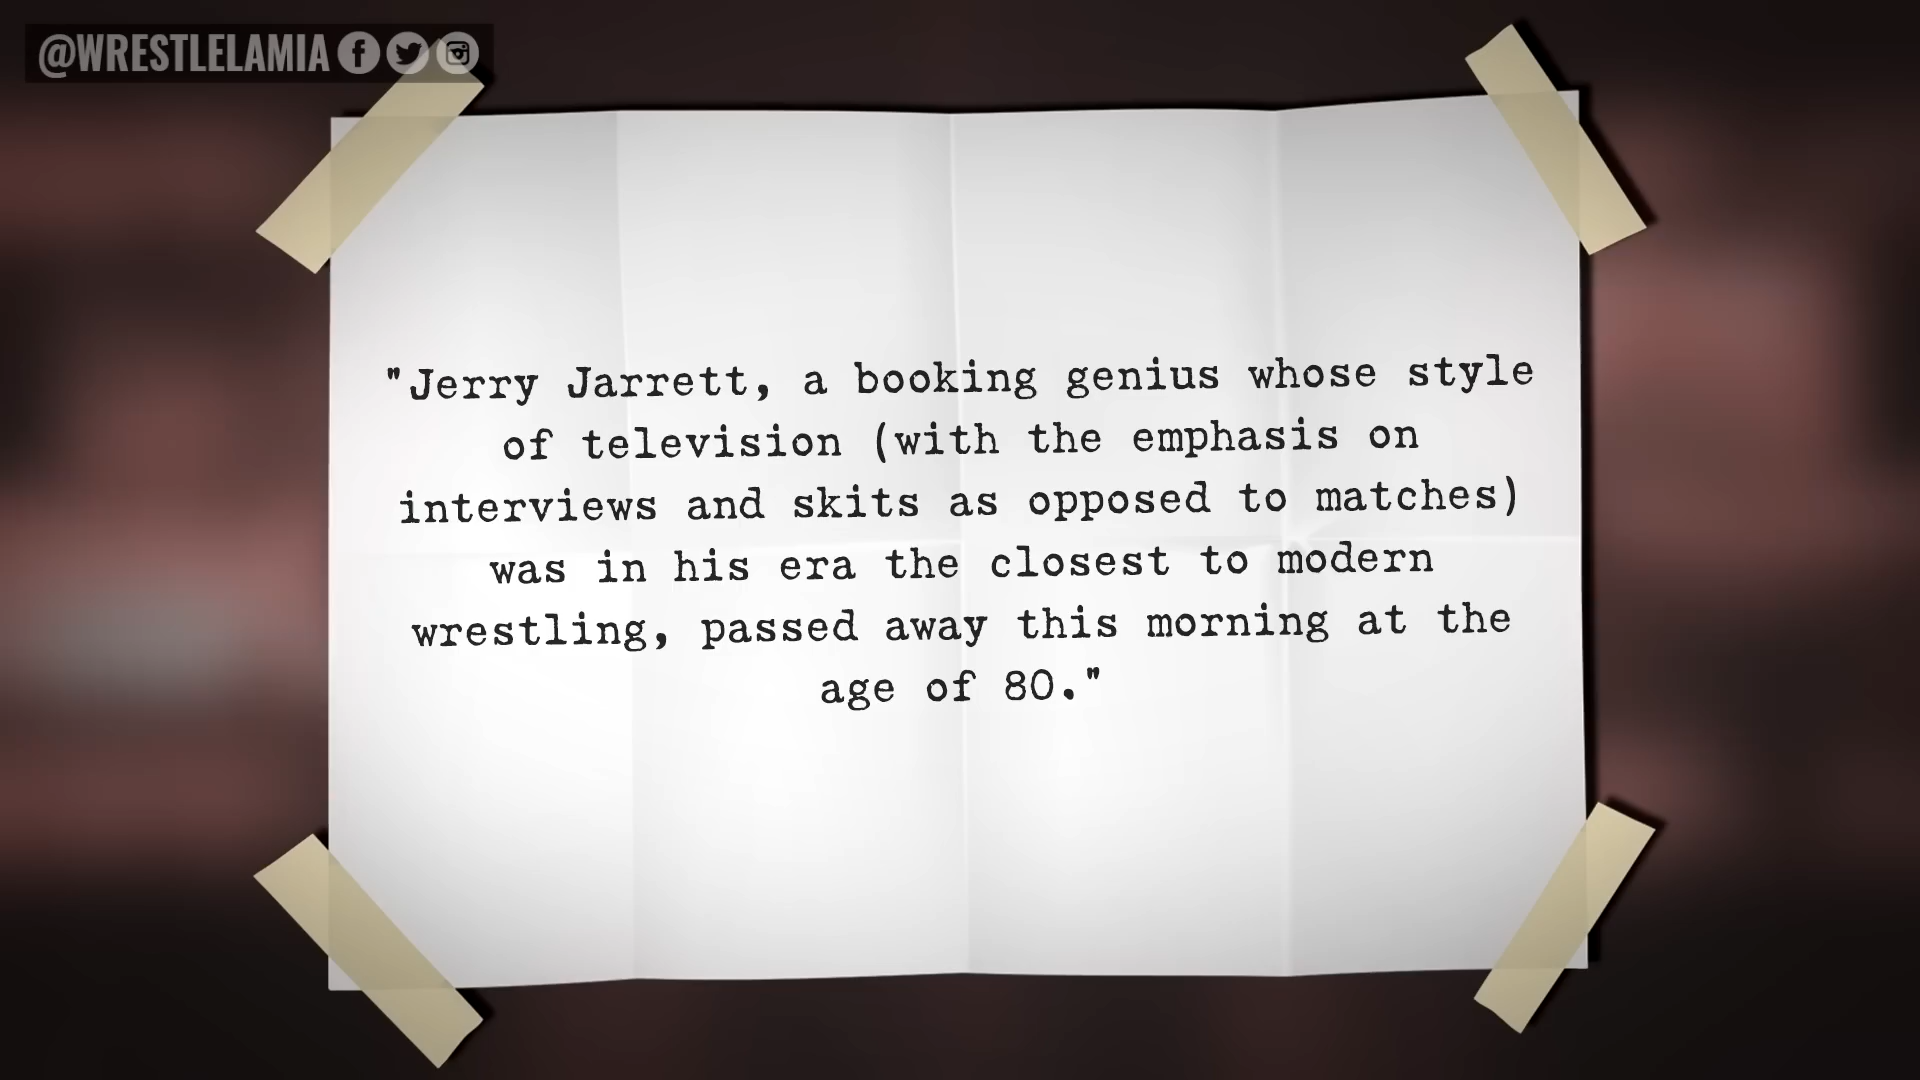 @WRESTLELAMIA
"Jerry Jarrett, a booking genius whose style
of television (with the emphasis on
interviews and skits as opposed to matches)
was in his era the closest to modern
wrestling, passed away this morning at the
age of 80."